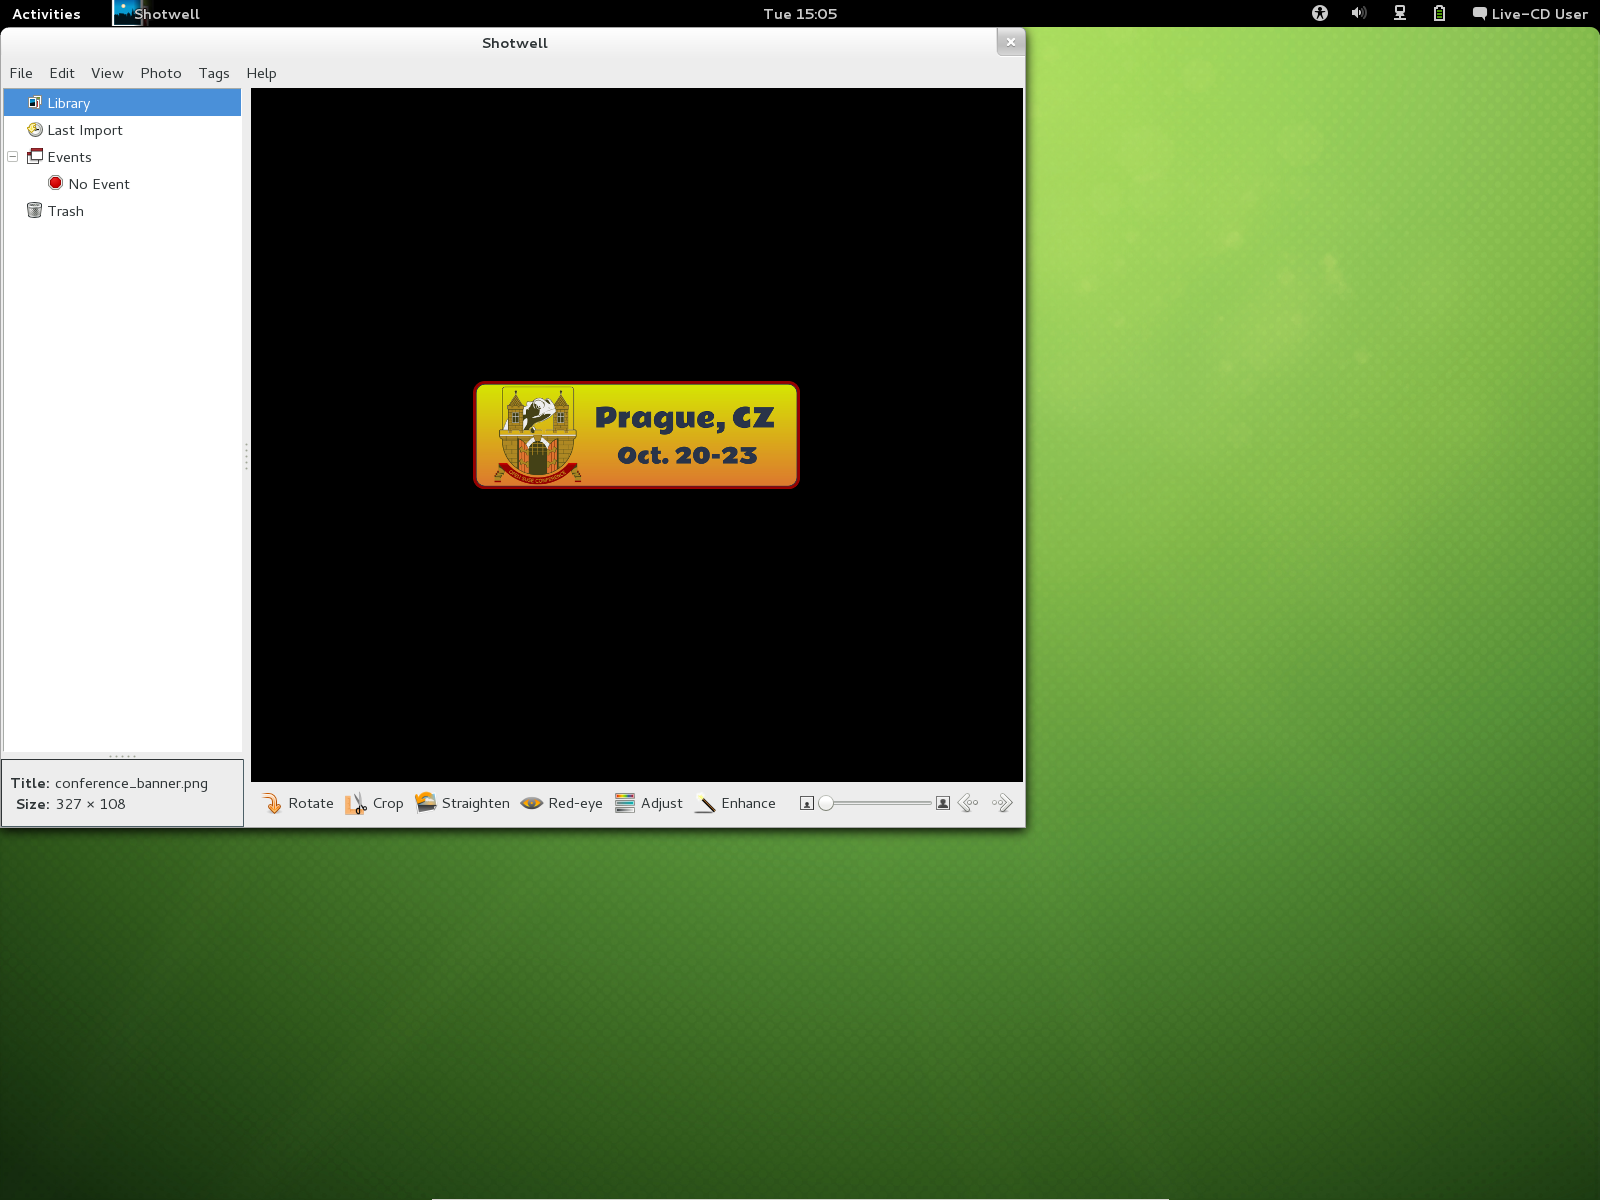 Activities
Shotwell
Tue 15:05
Live-CD User
Shotwell
File Edit View Photo Tags Help
Library
Last Import
Events
No Event
Trash
Prague, CZ
Oct. 20-23
OPENSUSE CONFERENCE
Title: conference_banner.png
Size: 327 × 108
Rotate Crop Straighten Red-eye Adjust Enhance